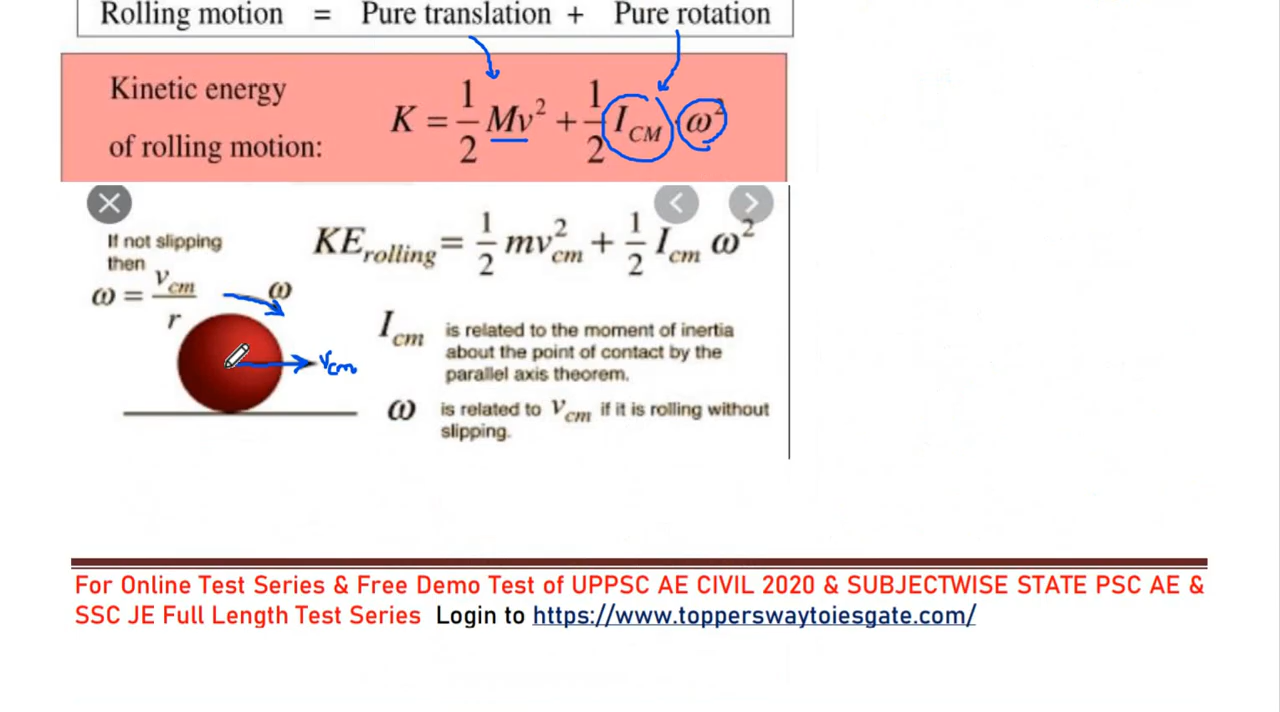 Rolling motion = Pure translation + Pure rotation
Kinetic energy
of rolling motion:
K = 1/2 Mv² + 1/2 I_CM ω²
If not slipping
then
ω = v_cm / r
ω
KE_rolling = 1/2 mv²_cm + 1/2 I_cm ω²
v_cm
I_cm is related to the moment of inertia
about the point of contact by the
parallel axis theorem.
ω is related to v_cm if it is rolling without
slipping.
For Online Test Series & Free Demo Test of UPPSC AE CIVIL 2020 & SUBJECTWISE STATE PSC AE &
SSC JE Full Length Test Series Login to https://www.topperswaytoiesgate.com/